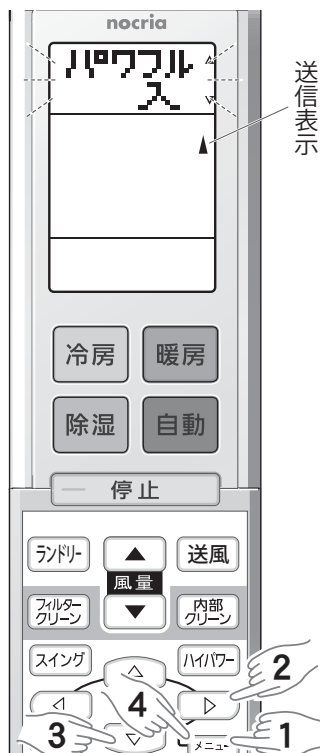 nocria
パワフル
入
送信表示
冷房
暖房
除湿
自動
停止
ランドリー
送風
風量
フィルター
クリーン
内部
クリーン
スイング
ハイパワー
2
4
3
メニュー
1